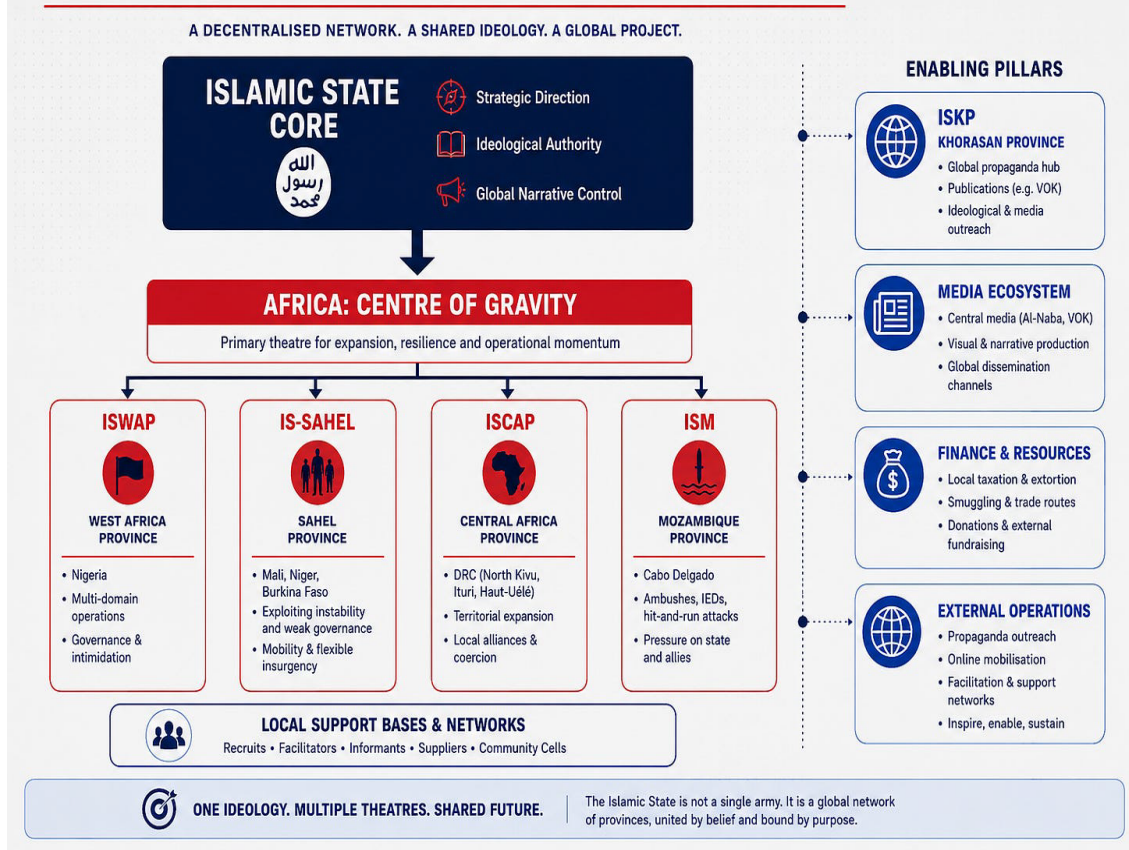 A DECENTRALISED NETWORK. A SHARED IDEOLOGY. A GLOBAL PROJECT.
ISLAMIC STATE
CORE
الله
رسول
محمد
Strategic Direction
Ideological Authority
Global Narrative Control
AFRICA: CENTRE OF GRAVITY
Primary theatre for expansion, resilience and operational momentum
ISWAP
WEST AFRICA
PROVINCE
• Nigeria
• Multi-domain
operations
• Governance &
intimidation
IS-SAHEL
SAHEL
PROVINCE
• Mali, Niger,
Burkina Faso
• Exploiting instability
and weak governance
• Mobility & flexible
insurgency
ISCAP
CENTRAL AFRICA
PROVINCE
• DRC (North Kivu,
Ituri, Haut-Uélé)
• Territorial expansion
• Local alliances &
coercion
ISM
MOZAMBIQUE
PROVINCE
• Cabo Delgado
• Ambushes, IEDs,
hit-and-run attacks
• Pressure on state
and allies
LOCAL SUPPORT BASES & NETWORKS
Recruits • Facilitators • Informants • Suppliers • Community Cells
ENABLING PILLARS
ISKP
KHORASAN PROVINCE
• Global propaganda hub
• Publications (e.g. VOK)
• Ideological & media
outreach
MEDIA ECOSYSTEM
• Central media (Al-Naba, VOK)
• Visual & narrative production
• Global dissemination
channels
FINANCE & RESOURCES
$
• Local taxation & extortion
• Smuggling & trade routes
• Donations & external
fundraising
EXTERNAL OPERATIONS
• Propaganda outreach
• Online mobilisation
• Facilitation & support
networks
• Inspire, enable, sustain
ONE IDEOLOGY. MULTIPLE THEATRES. SHARED FUTURE.
The Islamic State is not a single army. It is a global network
of provinces, united by belief and bound by purpose.